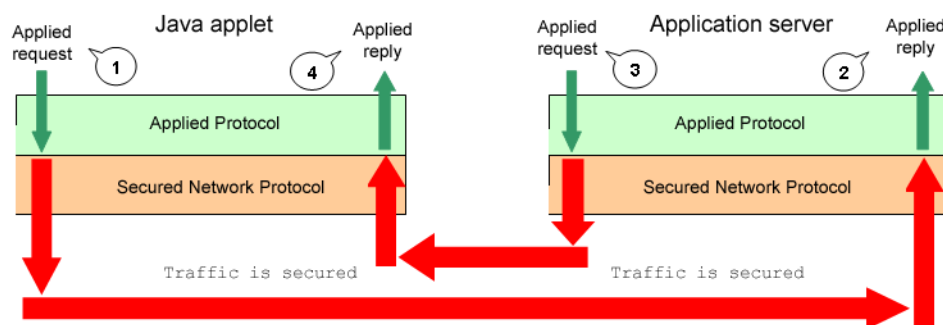 Java applet
Application server
Applied
request
1
4
Applied
reply
Applied
request
3
2
Applied
reply
Applied Protocol
Applied Protocol
Secured Network Protocol
Secured Network Protocol
Traffic is secured
Traffic is secured